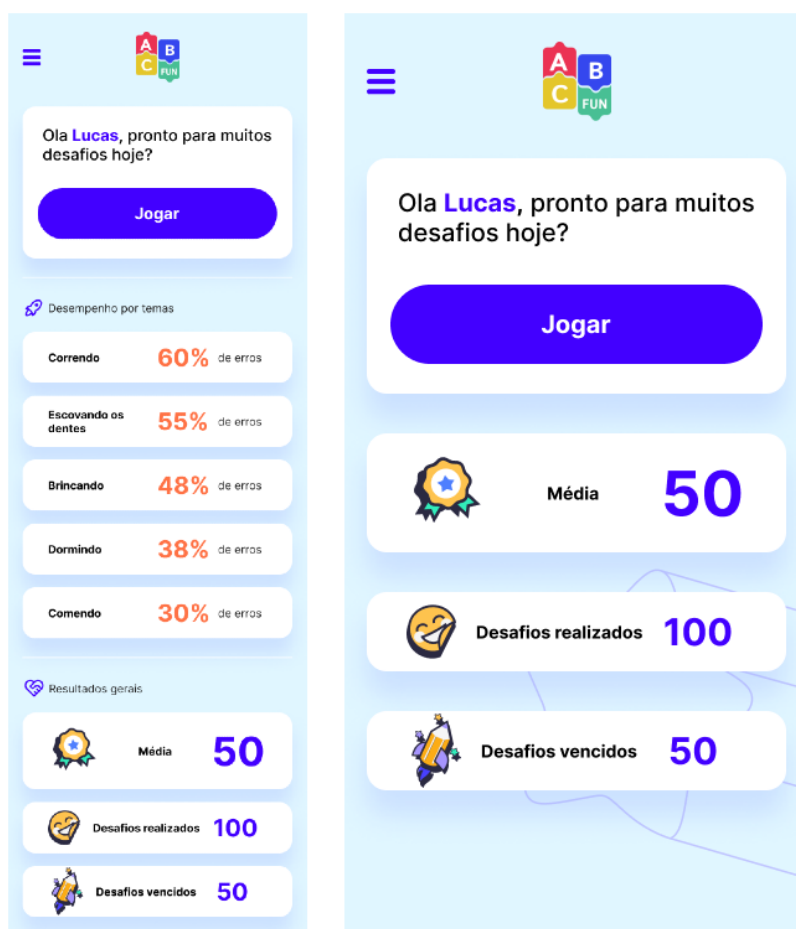 A B
C FUN
Ola Lucas, pronto para muitos
desafios hoje?
Jogar
Desempenho por temas
Correndo 60% de erros
Escovando os
dentes 55% de erros
Brincando 48% de erros
Dormindo 38% de erros
Comendo 30% de erros
Resultados gerais
Média 50
Desafios realizados 100
Desafios vencidos 50
A B
C FUN
Ola Lucas, pronto para muitos
desafios hoje?
Jogar
Média 50
Desafios realizados 100
Desafios vencidos 50